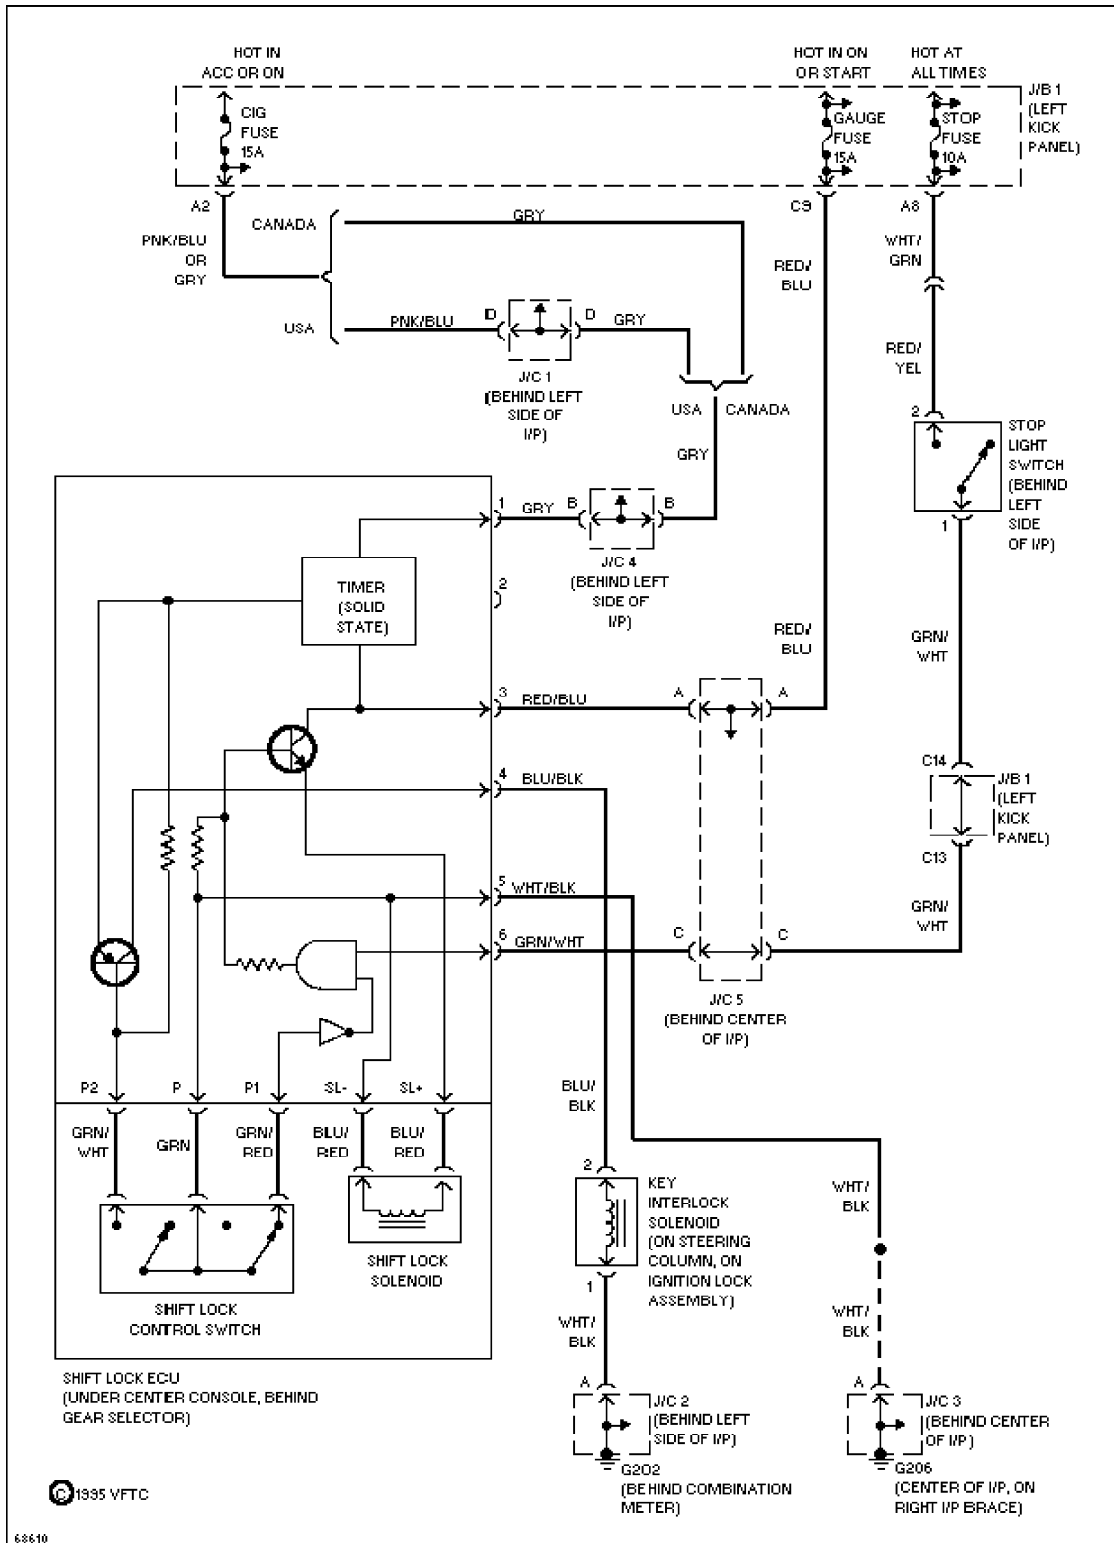 HOT IN
ACC OR ON
HOT IN ON
OR START
HOT AT
ALL TIMES
J/B 1
(LEFT
KICK
PANEL)
CIG
FUSE
15A
GAUGE
FUSE
15A
STOP
FUSE
10A
A2
C9
A8
PNK/BLU
OR
GRY
CANADA
GRY
USA
PNK/BLU
ID
D
GRY
J/C 1
(BEHIND LEFT
SIDE OF
I/P)
RED/
BLU
WHT/
GRN
RED/
YEL
USA
CANADA
GRY
2
STOP
LIGHT
SWITCH
(BEHIND
LEFT
SIDE
OF I/P)
1
1
GRY
B
B
J/C 4
(BEHIND LEFT
SIDE OF
I/P)
TIMER
(SOLID
STATE)
2
RED/
BLU
GRN/
WHT
3
RED/BLU
A
A
4
BLU/BLK
C14
J/B 1
(LEFT
KICK
PANEL)
C13
5
WHT/BLK
GRN/
WHT
6
GRN/WHT
C
C
J/C 5
(BEHIND CENTER
OF I/P)
P2
P
P1
SL-
SL+
BLU/
BLK
GRN/
WHT
GRN
GRN/
RED
BLU/
RED
BLU/
RED
SHIFT LOCK
SOLENOID
SHIFT LOCK
CONTROL SWITCH
2
KEY
INTERLOCK
SOLENOID
(ON STEERING
COLUMN, ON
IGNITION LOCK
ASSEMBLY)
1
WHT/
BLK
WHT/
BLK
WHT/
BLK
SHIFT LOCK ECU
(UNDER CENTER CONSOLE, BEHIND
GEAR SELECTOR)
A
J/C 2
(BEHIND LEFT
SIDE OF I/P)
G202
(BEHIND COMBINATION
METER)
A
J/C 3
(BEHIND CENTER
OF I/P)
G206
(CENTER OF I/P, ON
RIGHT I/P BRACE)
© 1995 VFTC
68610